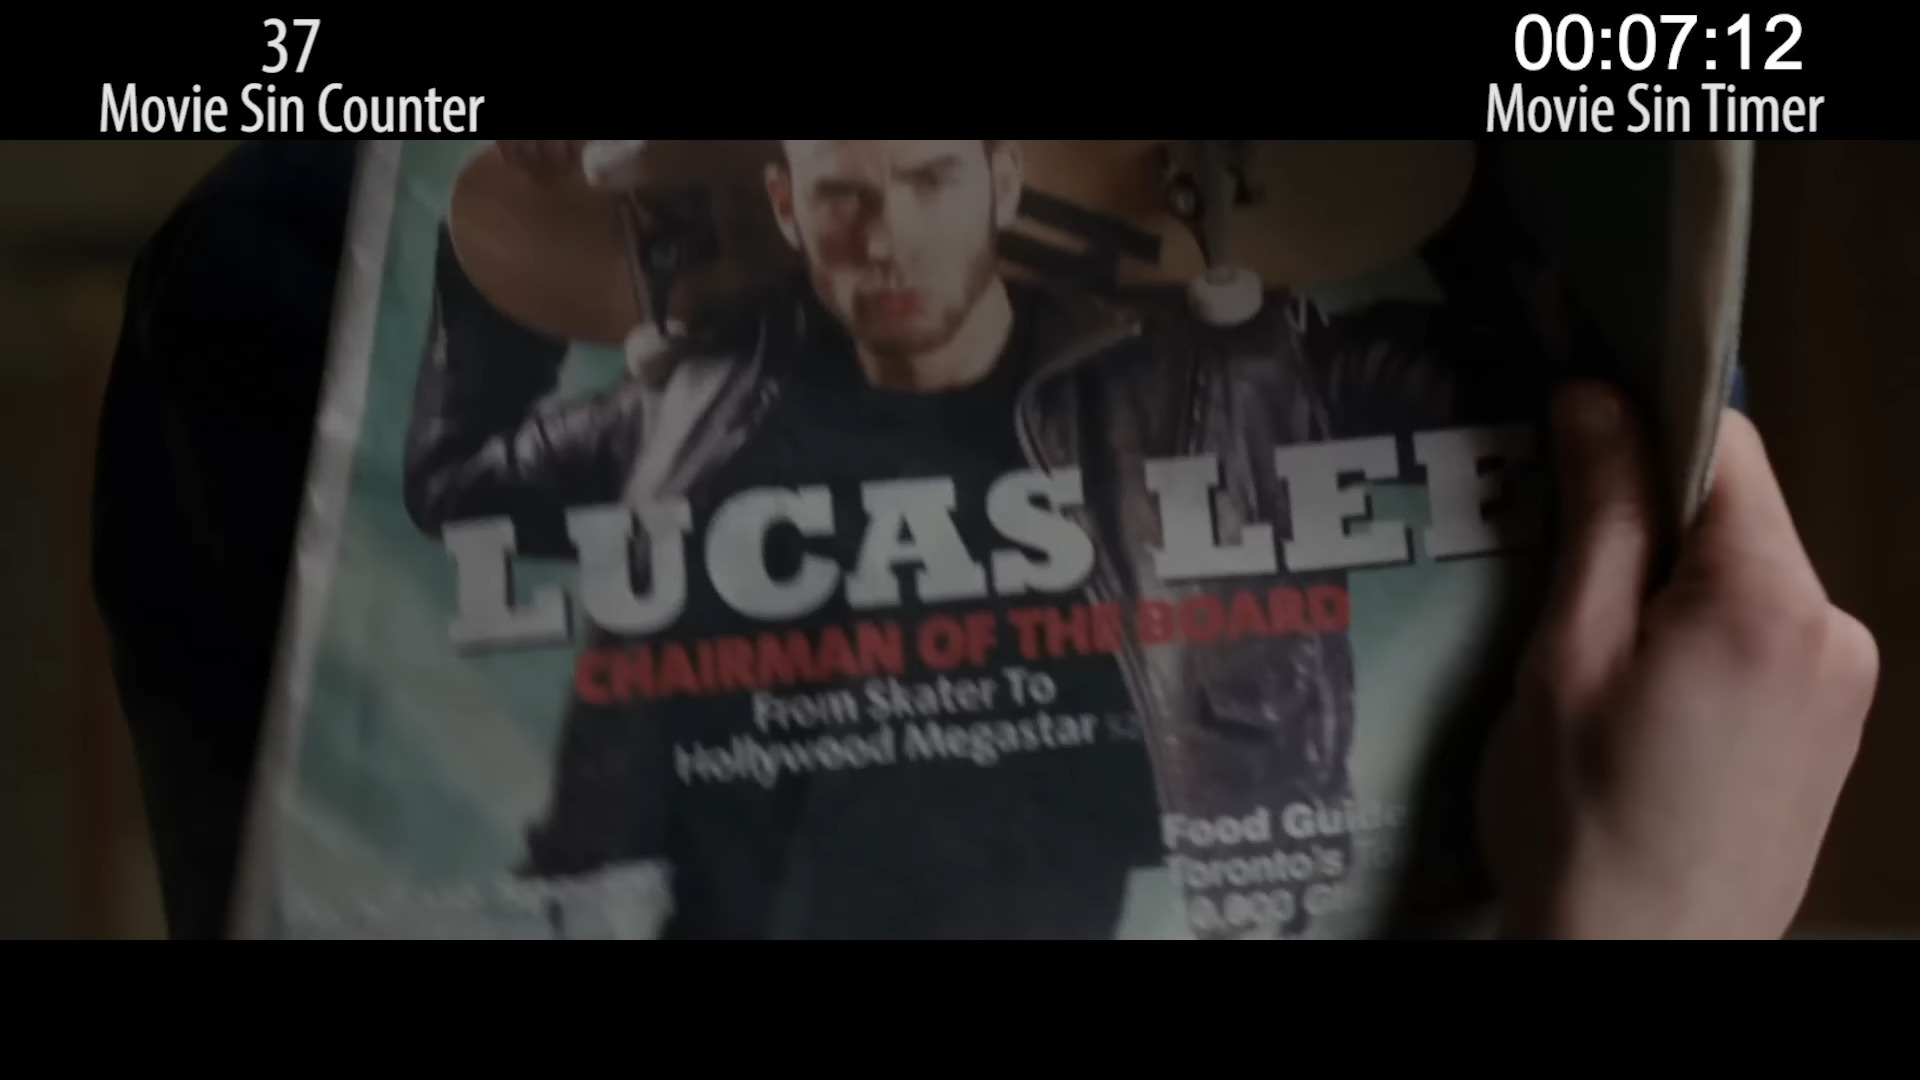 37
Movie Sin Counter
00:07:12
Movie Sin Timer
LUCAS LEE
CHAIRMAN OF THE BOARD
From Skater To
Hollywood Megastar
Food Guide
Toronto's